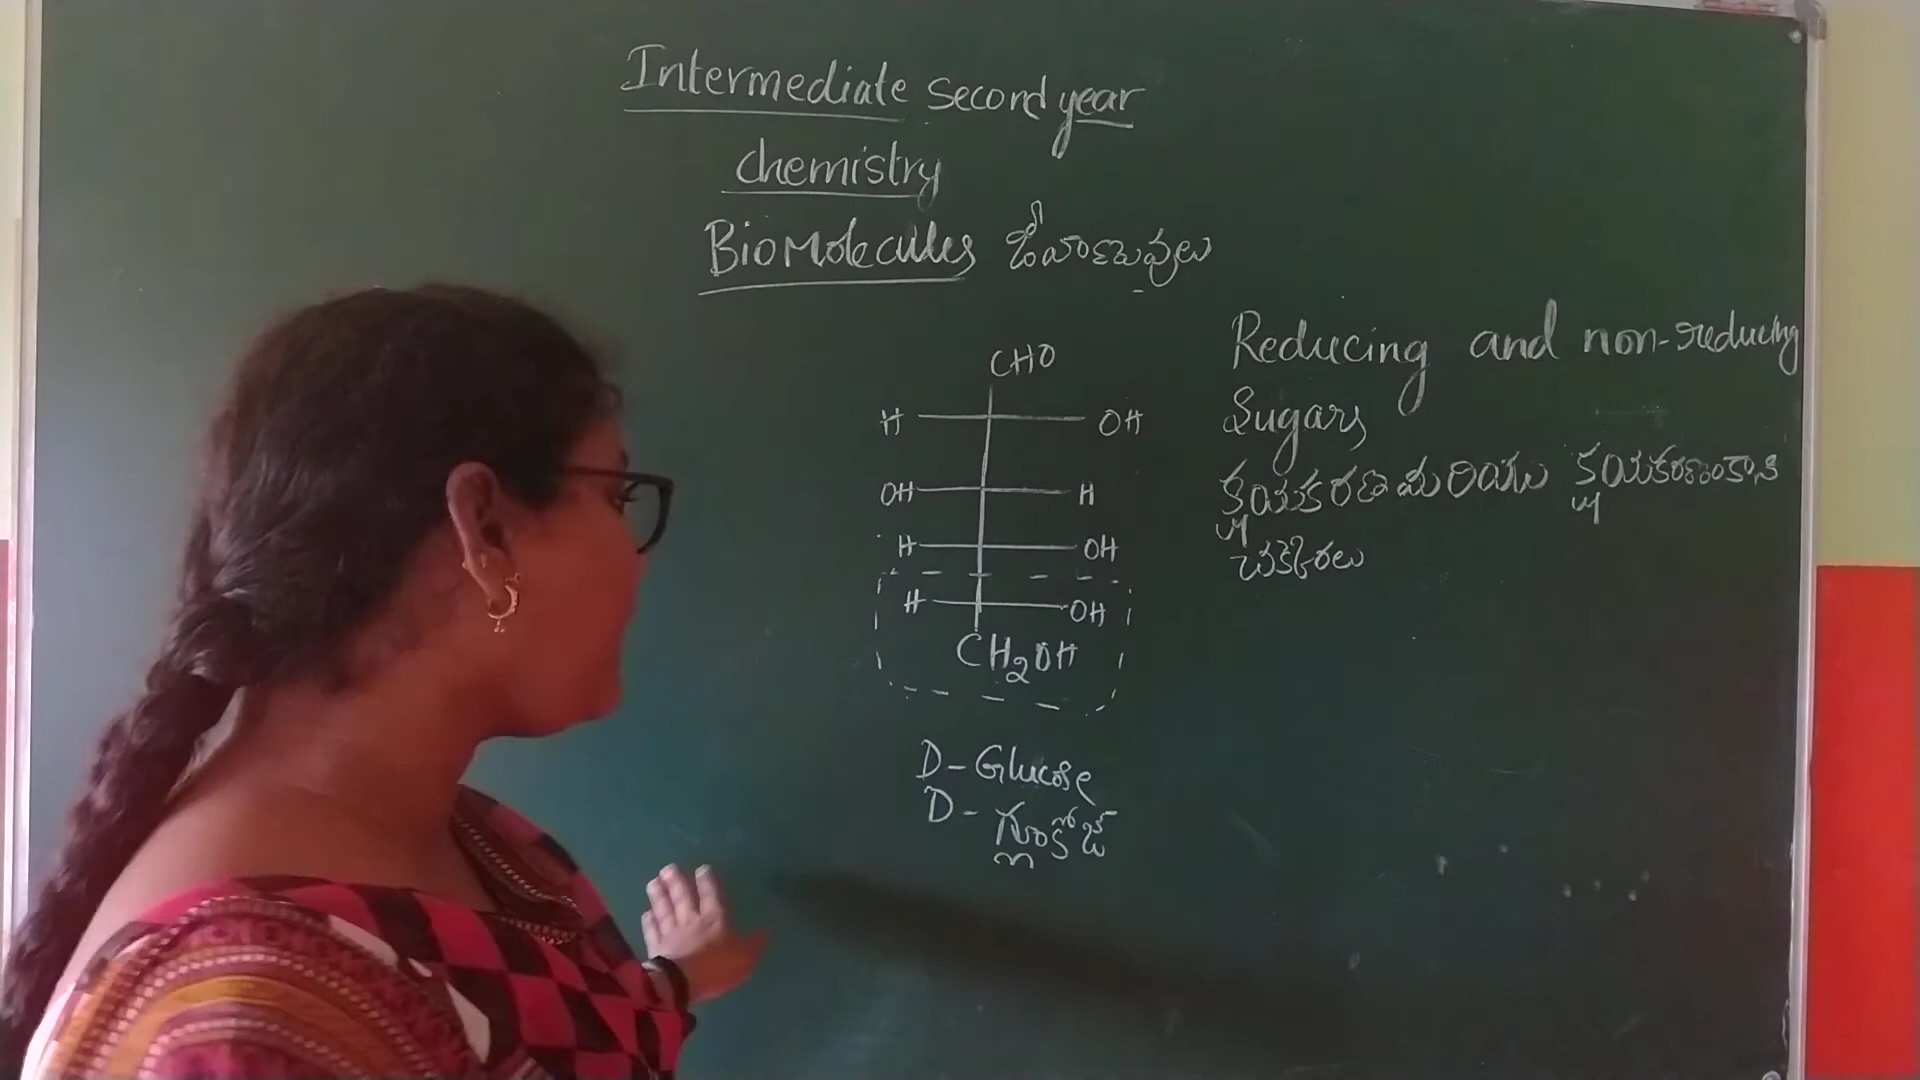 Intermediate second year
chemistry
BioMolecules జీవాణువులు
CHO
H OH
OH H
H OH
H OH
CH2OH
D-Glucose
D- గ్లూకోజ్
Reducing and non-reducing
Sugars
క్షయకరణ మరియు క్షయకరణంకాని
చక్కెరలు